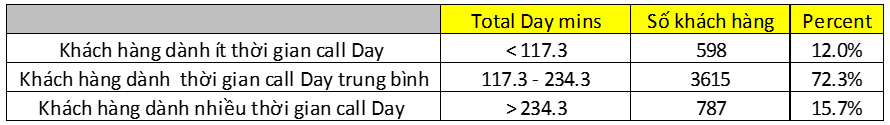 Total Day mins Số khách hàng Percent
Khách hàng dành ít thời gian call Day < 117.3 598 12.0%
Khách hàng dành thời gian call Day trung bình 117.3 - 234.3 3615 72.3%
Khách hàng dành nhiều thời gian call Day > 234.3 787 15.7%